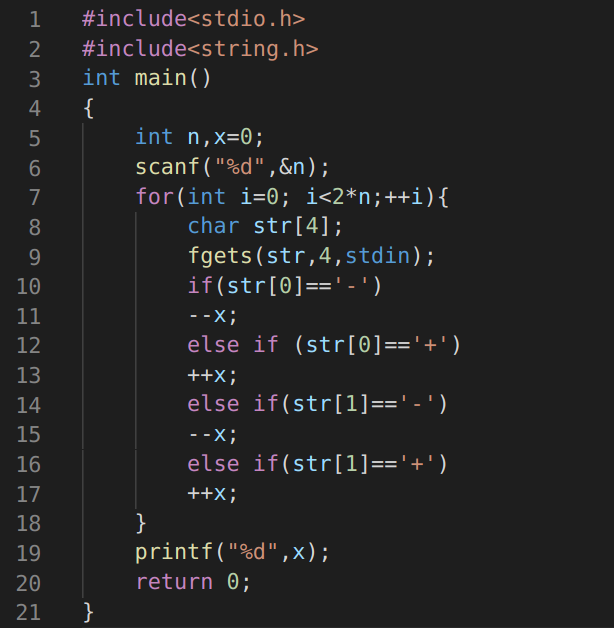 1 #include<stdio.h>
2 #include<string.h>
3 int main()
4 {
5     int n,x=0;
6     scanf("%d",&n);
7     for(int i=0; i<2*n;++i){
8         char str[4];
9         fgets(str,4,stdin);
10         if(str[0]=='-')
11         --x;
12         else if (str[0]=='+')
13         ++x;
14         else if(str[1]=='-')
15         --x;
16         else if(str[1]=='+')
17         ++x;
18     }
19     printf("%d",x);
20     return 0;
21 }